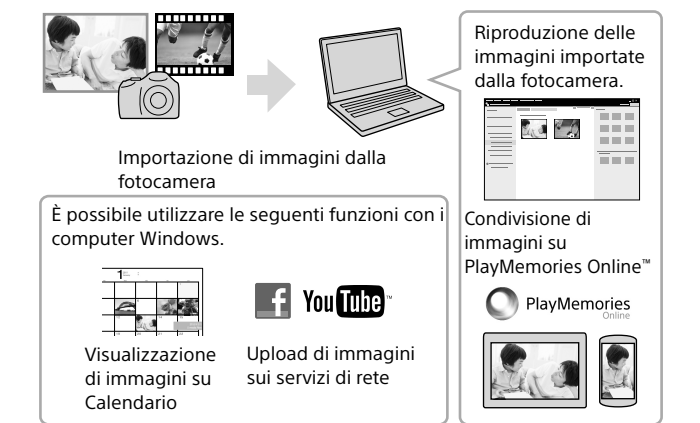 Importazione di immagini dalla
fotocamera
Riproduzione delle
immagini importate
dalla fotocamera.
Condivisione di
immagini su
PlayMemories Online™
PlayMemories
Online
È possibile utilizzare le seguenti funzioni con i
computer Windows.
1
Visualizzazione
di immagini su
Calendario
f YouTube™
Upload di immagini
sui servizi di rete